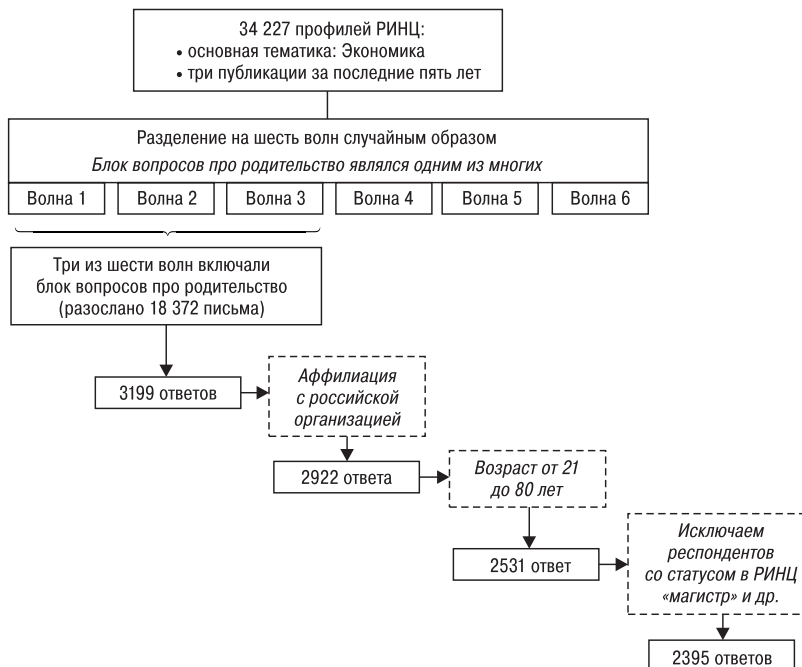 34 227 профилей РИНЦ:
• основная тематика: Экономика
• три публикации за последние пять лет
Разделение на шесть волн случайным образом
Блок вопросов про родительство являлся одним из многих
Волна 1
Волна 2
Волна 3
Волна 4
Волна 5
Волна 6
Три из шести волн включали
блок вопросов про родительство
(разослано 18 372 письма)
3199 ответов
Аффилиация
с российской
организацией
2922 ответа
Возраст от 21
до 80 лет
2531 ответ
Исключаем
респондентов
со статусом в РИНЦ
«магистр» и др.
2395 ответов